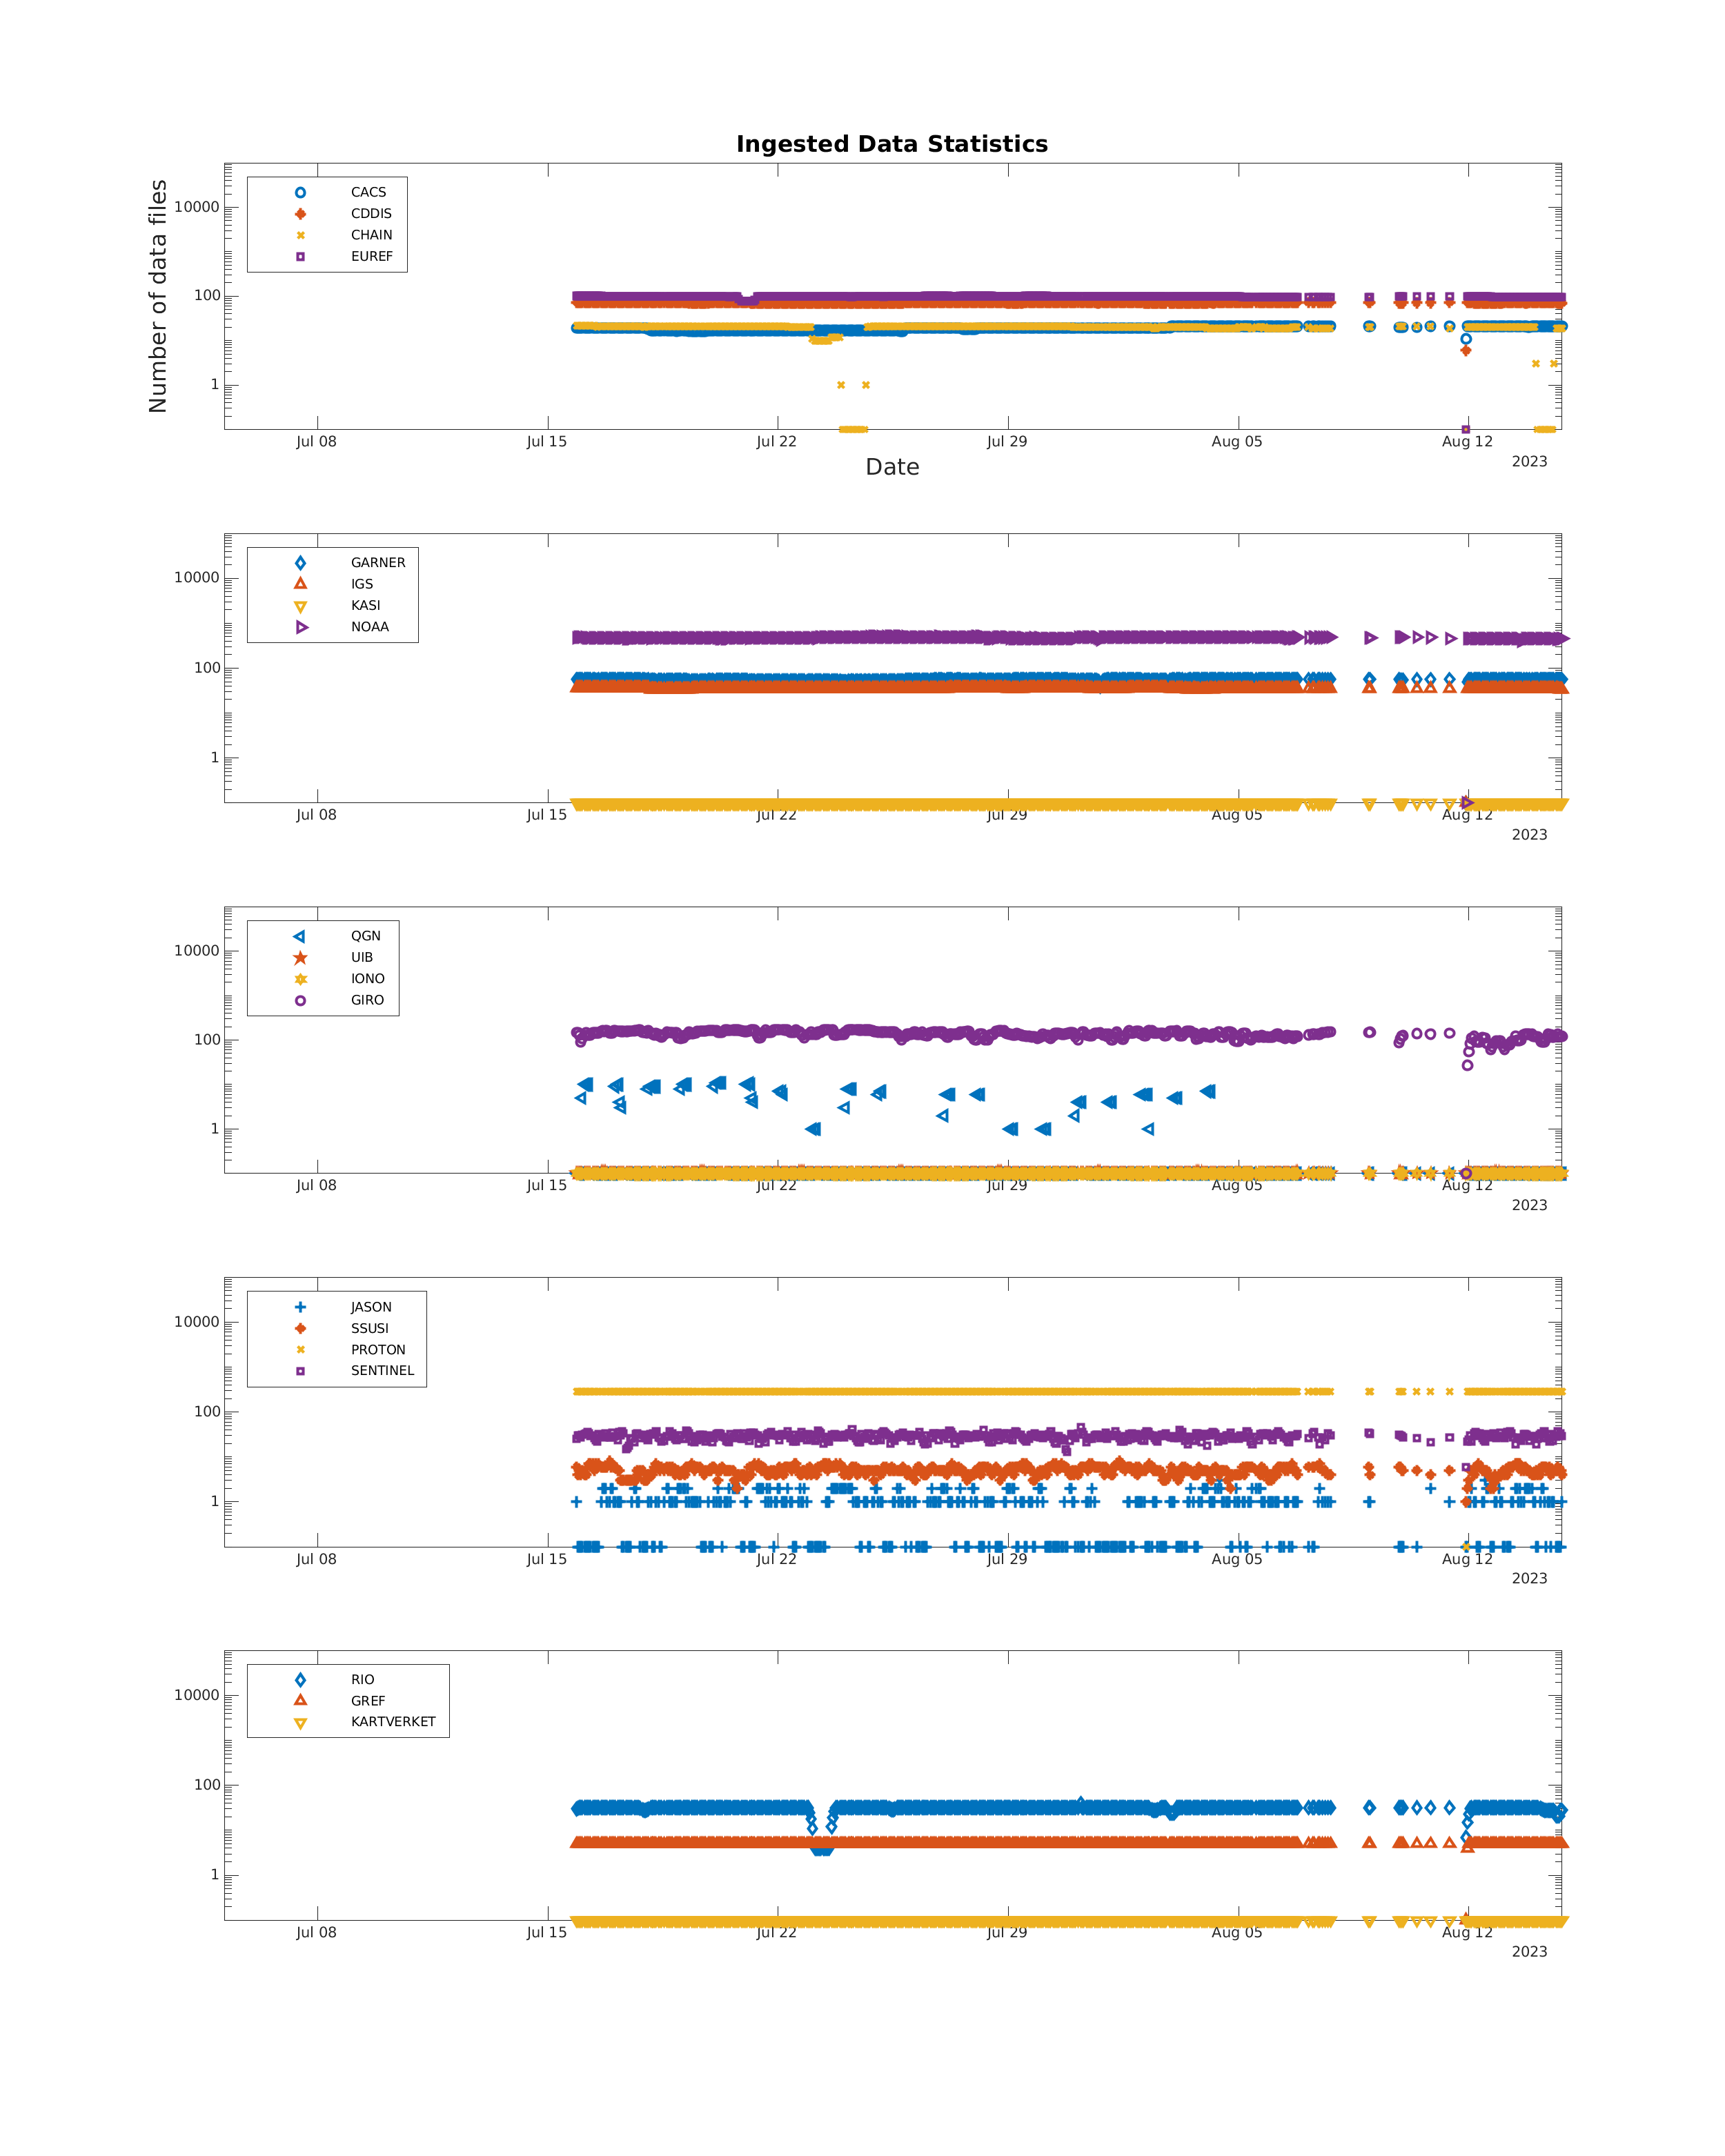 Ingested Data Statistics
Number of data files
10000
100
1
CACS
CDDIS
CHAIN
EUREF
Jul 08 Jul 15 Jul 22 Jul 29 Aug 05 Aug 12
2023
Date
10000
100
1
GARNER
IGS
KASI
NOAA
Jul 08 Jul 15 Jul 22 Jul 29 Aug 05 Aug 12
2023
10000
100
1
QGN
UIB
IONO
GIRO
Jul 08 Jul 15 Jul 22 Jul 29 Aug 05 Aug 12
2023
10000
100
1
JASON
SSUSI
PROTON
SENTINEL
Jul 08 Jul 15 Jul 22 Jul 29 Aug 05 Aug 12
2023
10000
100
1
RIO
GREF
KARTVERKET
Jul 08 Jul 15 Jul 22 Jul 29 Aug 05 Aug 12
2023